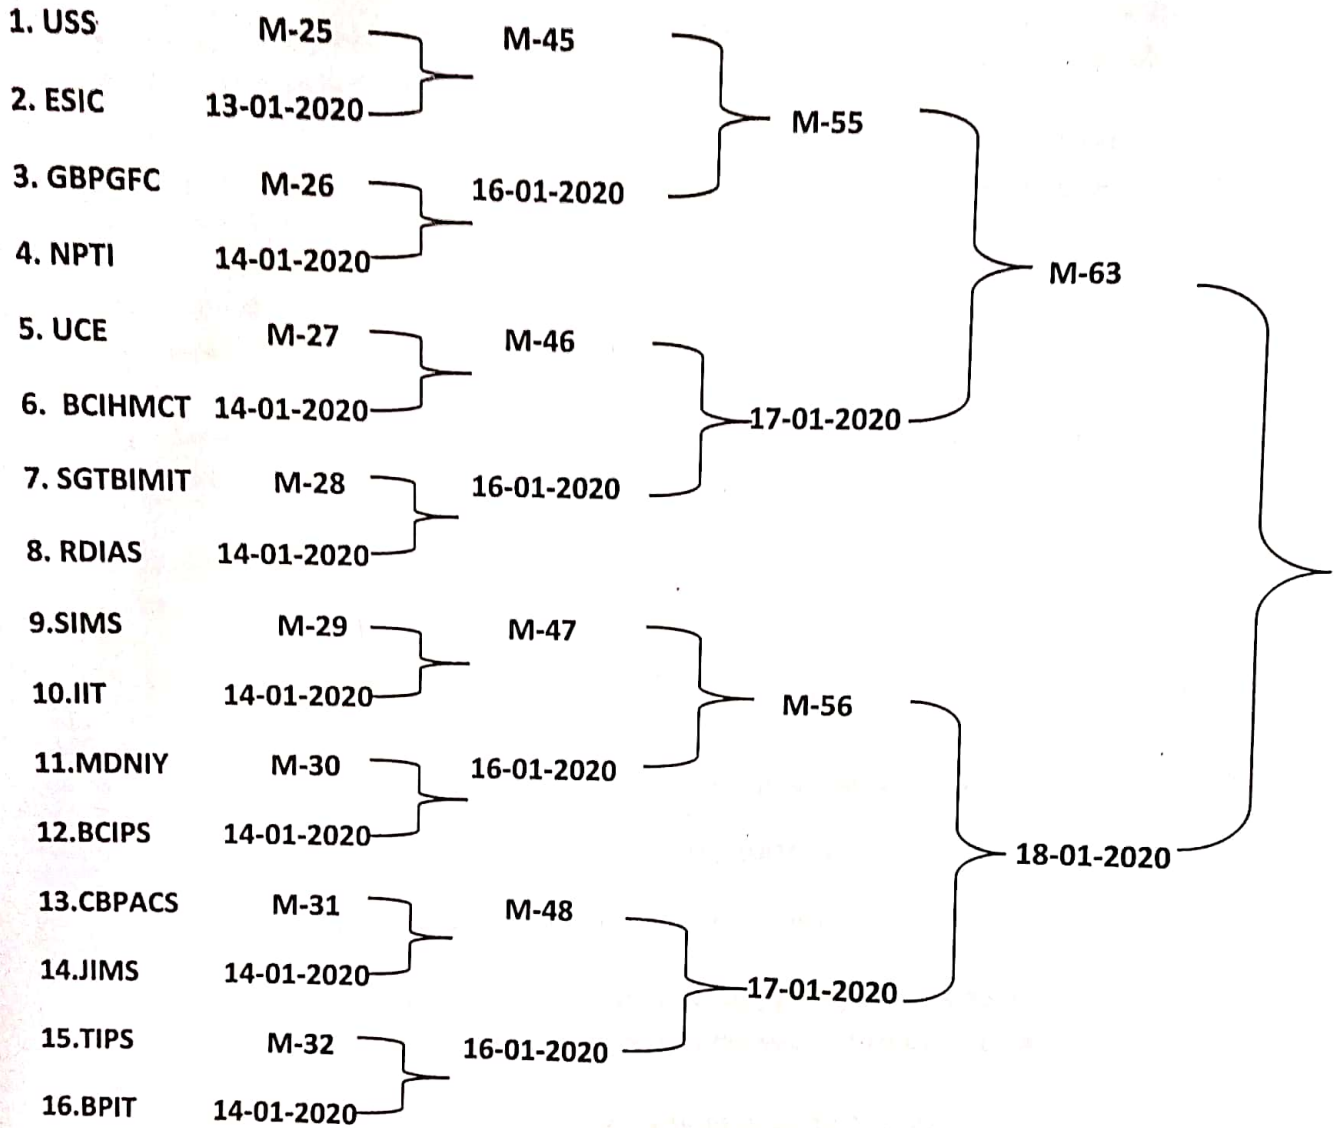 1. USS M-25 M-45
2. ESIC 13-01-2020 M-55
3. GBPGFC M-26 16-01-2020
4. NPTI 14-01-2020 M-63
5. UCE M-27 M-46
6. BCIHMCT 14-01-2020 17-01-2020
7. SGTBIMIT M-28 16-01-2020
8. RDIAS 14-01-2020
9.SIMS M-29 M-47
10.IIT 14-01-2020 M-56
11.MDNIY M-30 16-01-2020
12.BCIPS 14-01-2020 18-01-2020
13.CBPACS M-31 M-48
14.JIMS 14-01-2020 17-01-2020
15.TIPS M-32 16-01-2020
16.BPIT 14-01-2020